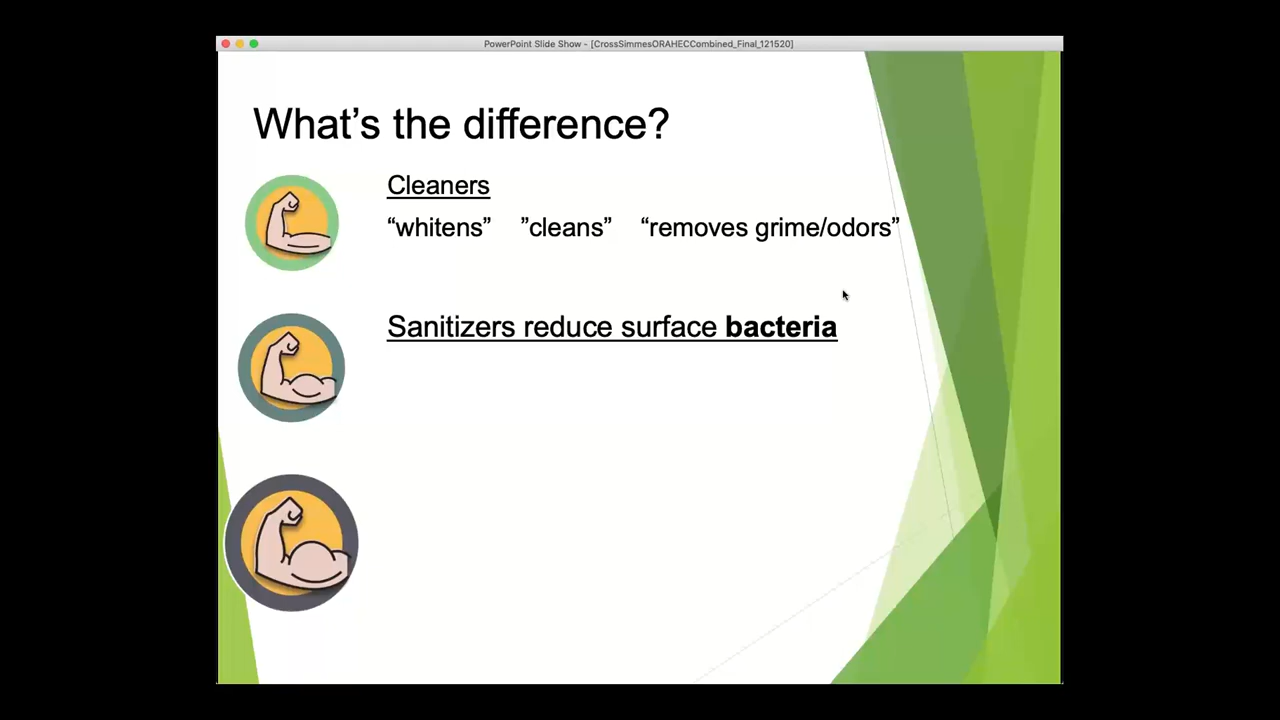 PowerPoint Slide Show - [CrossSimmesORAHECCombined_Final_121520]
What’s the difference?
Cleaners
“whitens” ”cleans” “removes grime/odors”
Sanitizers reduce surface bacteria